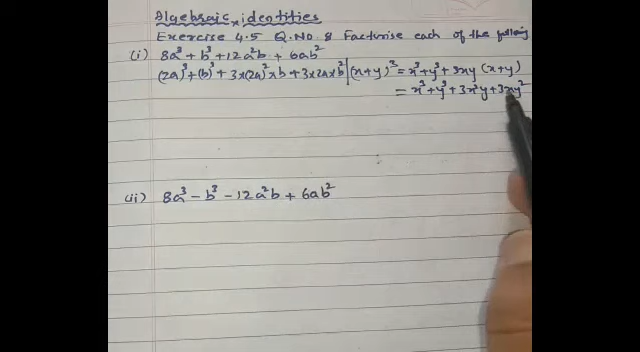 Algebraic identities
Exercise 4.5 Q.No 8 Factorise each of the following
(i) 8a³ + b³ + 12a²b + 6ab²
(2a)³ + (b)³ + 3×(2a)²×b + 3×2a×b² | (x+y)³ = x³ + y³ + 3xy (x+y)
= x³ + y³ + 3x²y + 3xy²
(ii) 8a³ - b³ - 12a²b + 6ab²